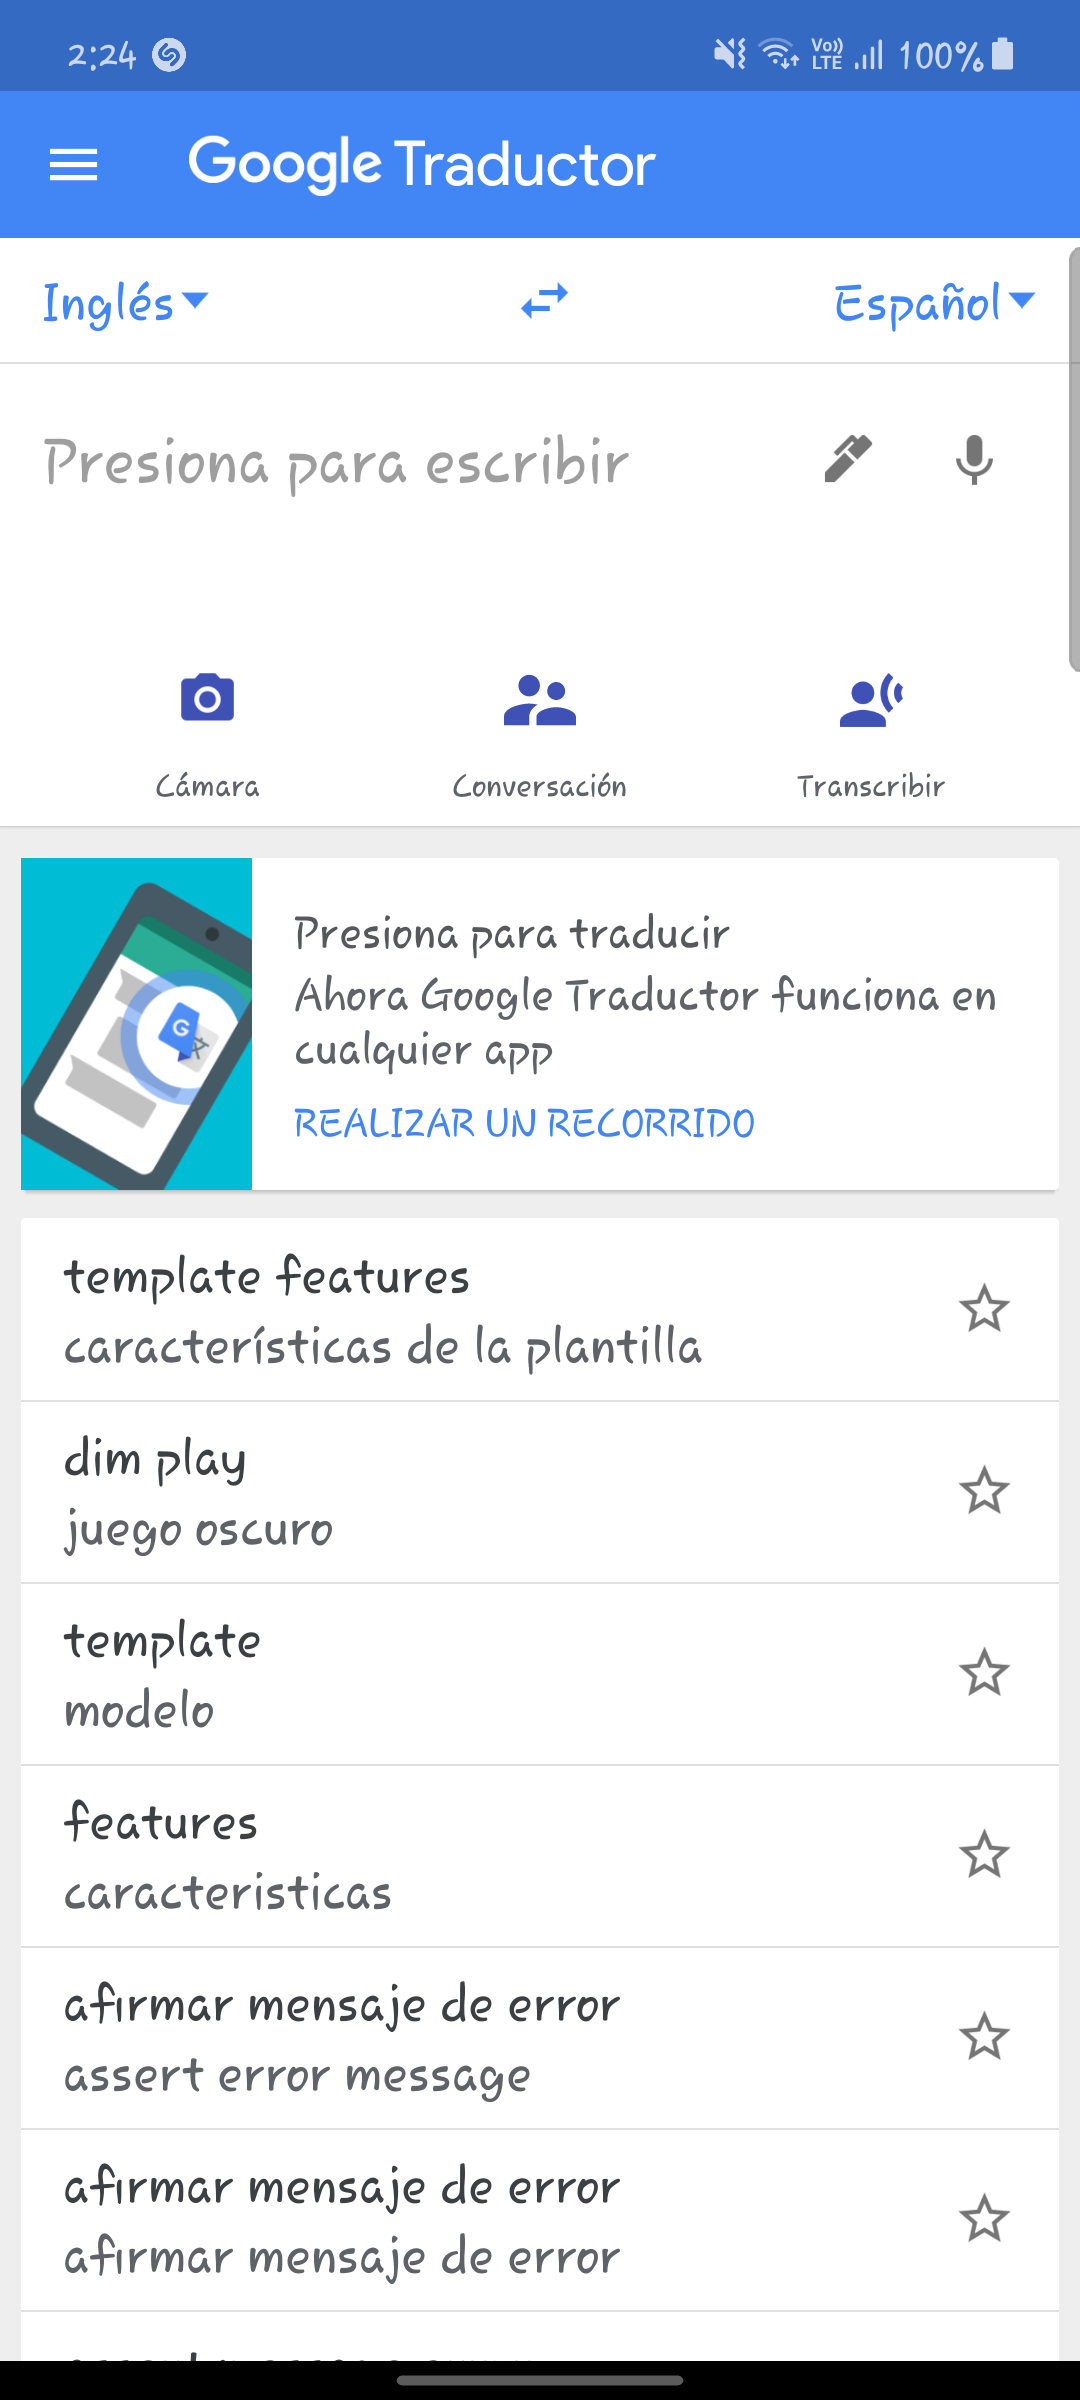 2:24
Vo)) LTE 100%
Google Traductor
Inglés Español
Presiona para escribir
Cámara Conversación Transcribir
Presiona para traducir
Ahora Google Traductor funciona en
cualquier app
REALIZAR UN RECORRIDO
template features
características de la plantilla
dim play
juego oscuro
template
modelo
features
caracteristicas
afirmar mensaje de error
assert error message
afirmar mensaje de error
afirmar mensaje de error